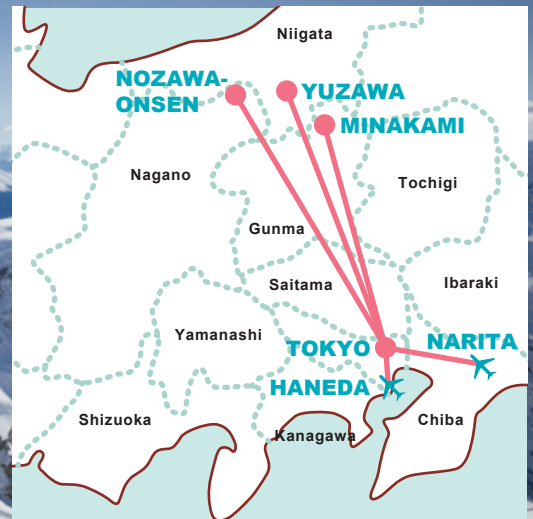 Niigata
NOZAWA-
ONSEN
YUZAWA
MINAKAMI
Nagano
Tochigi
Gunma
Saitama
Ibaraki
Yamanashi
TOKYO
NARITA
HANEDA
Shizuoka
Kanagawa
Chiba